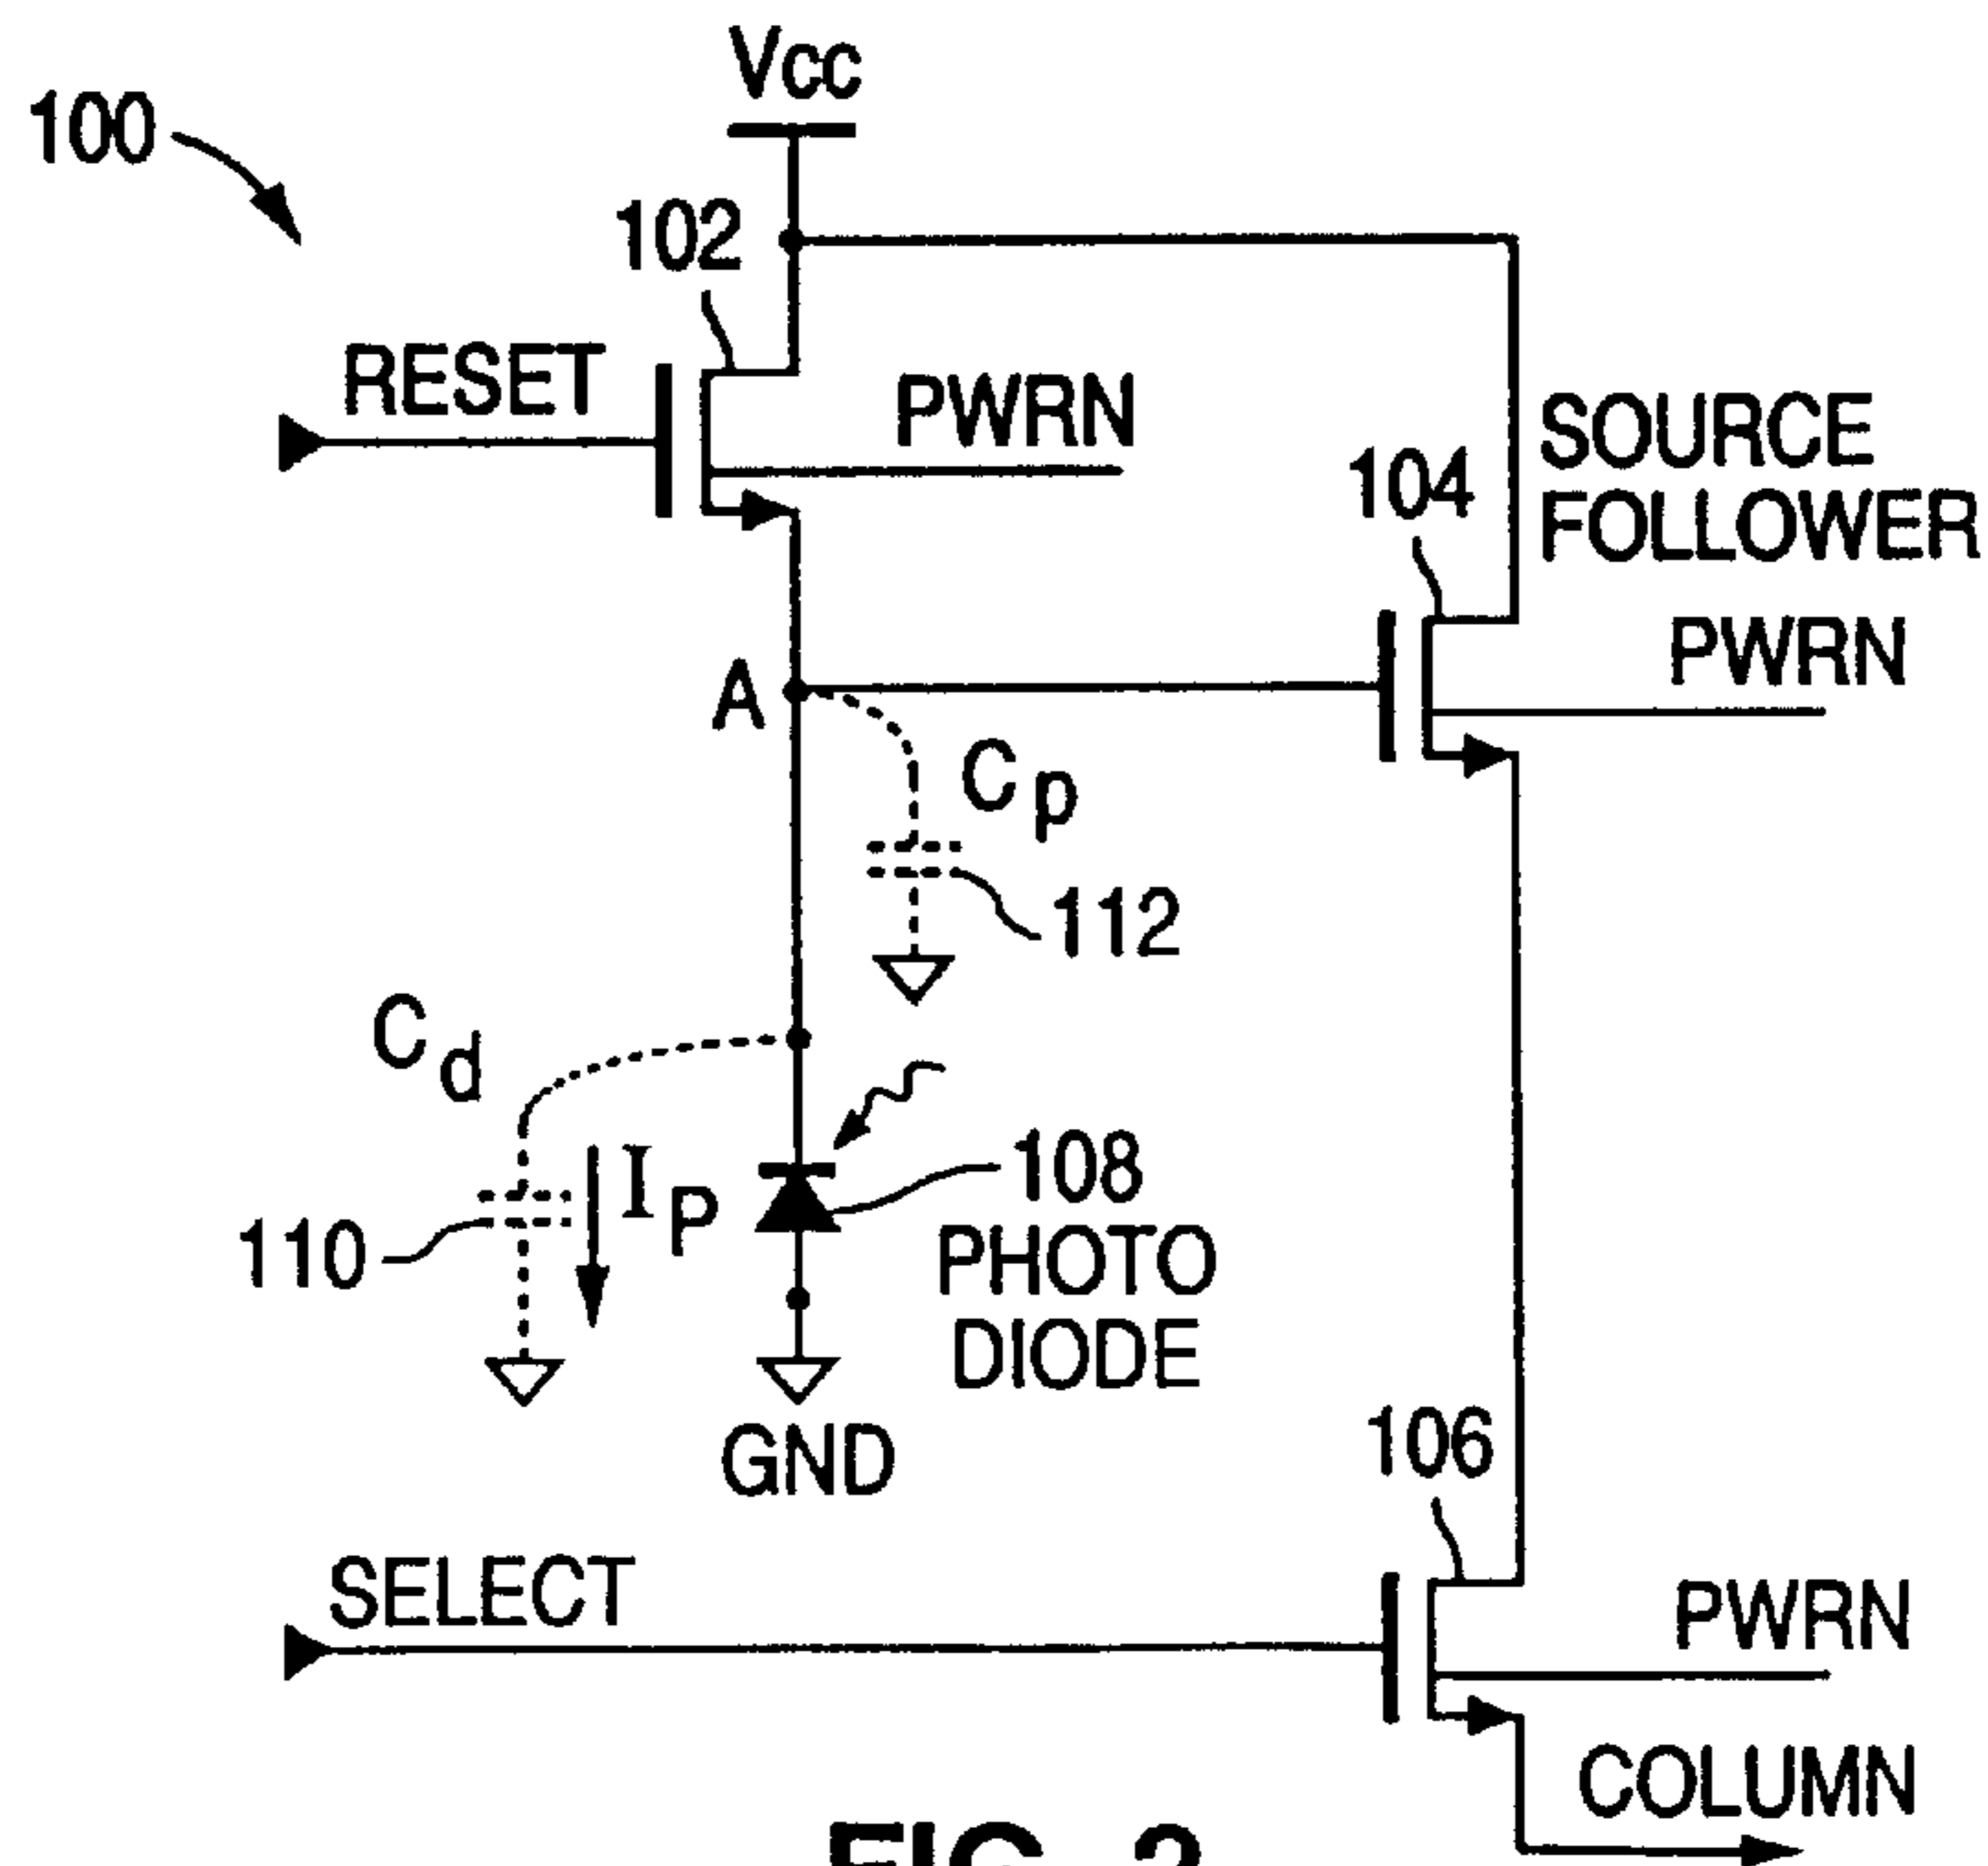 Vcc
100
102
RESET
PWRN
SOURCE
FOLLOWER
104
PWRN
A
Cp
112
Cd
IP
108
PHOTO
DIODE
110
GND
106
SELECT
PWRN
COLUMN